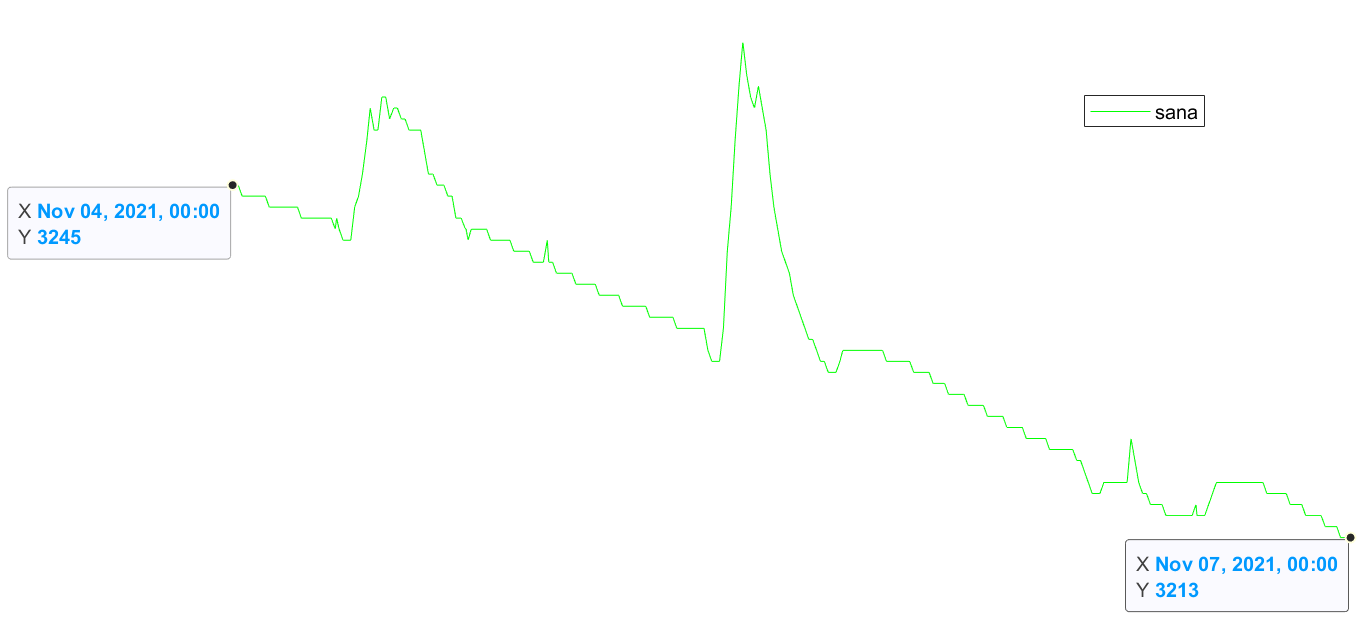 sana
X Nov 04, 2021, 00:00
Y 3245
X Nov 07, 2021, 00:00
Y 3213